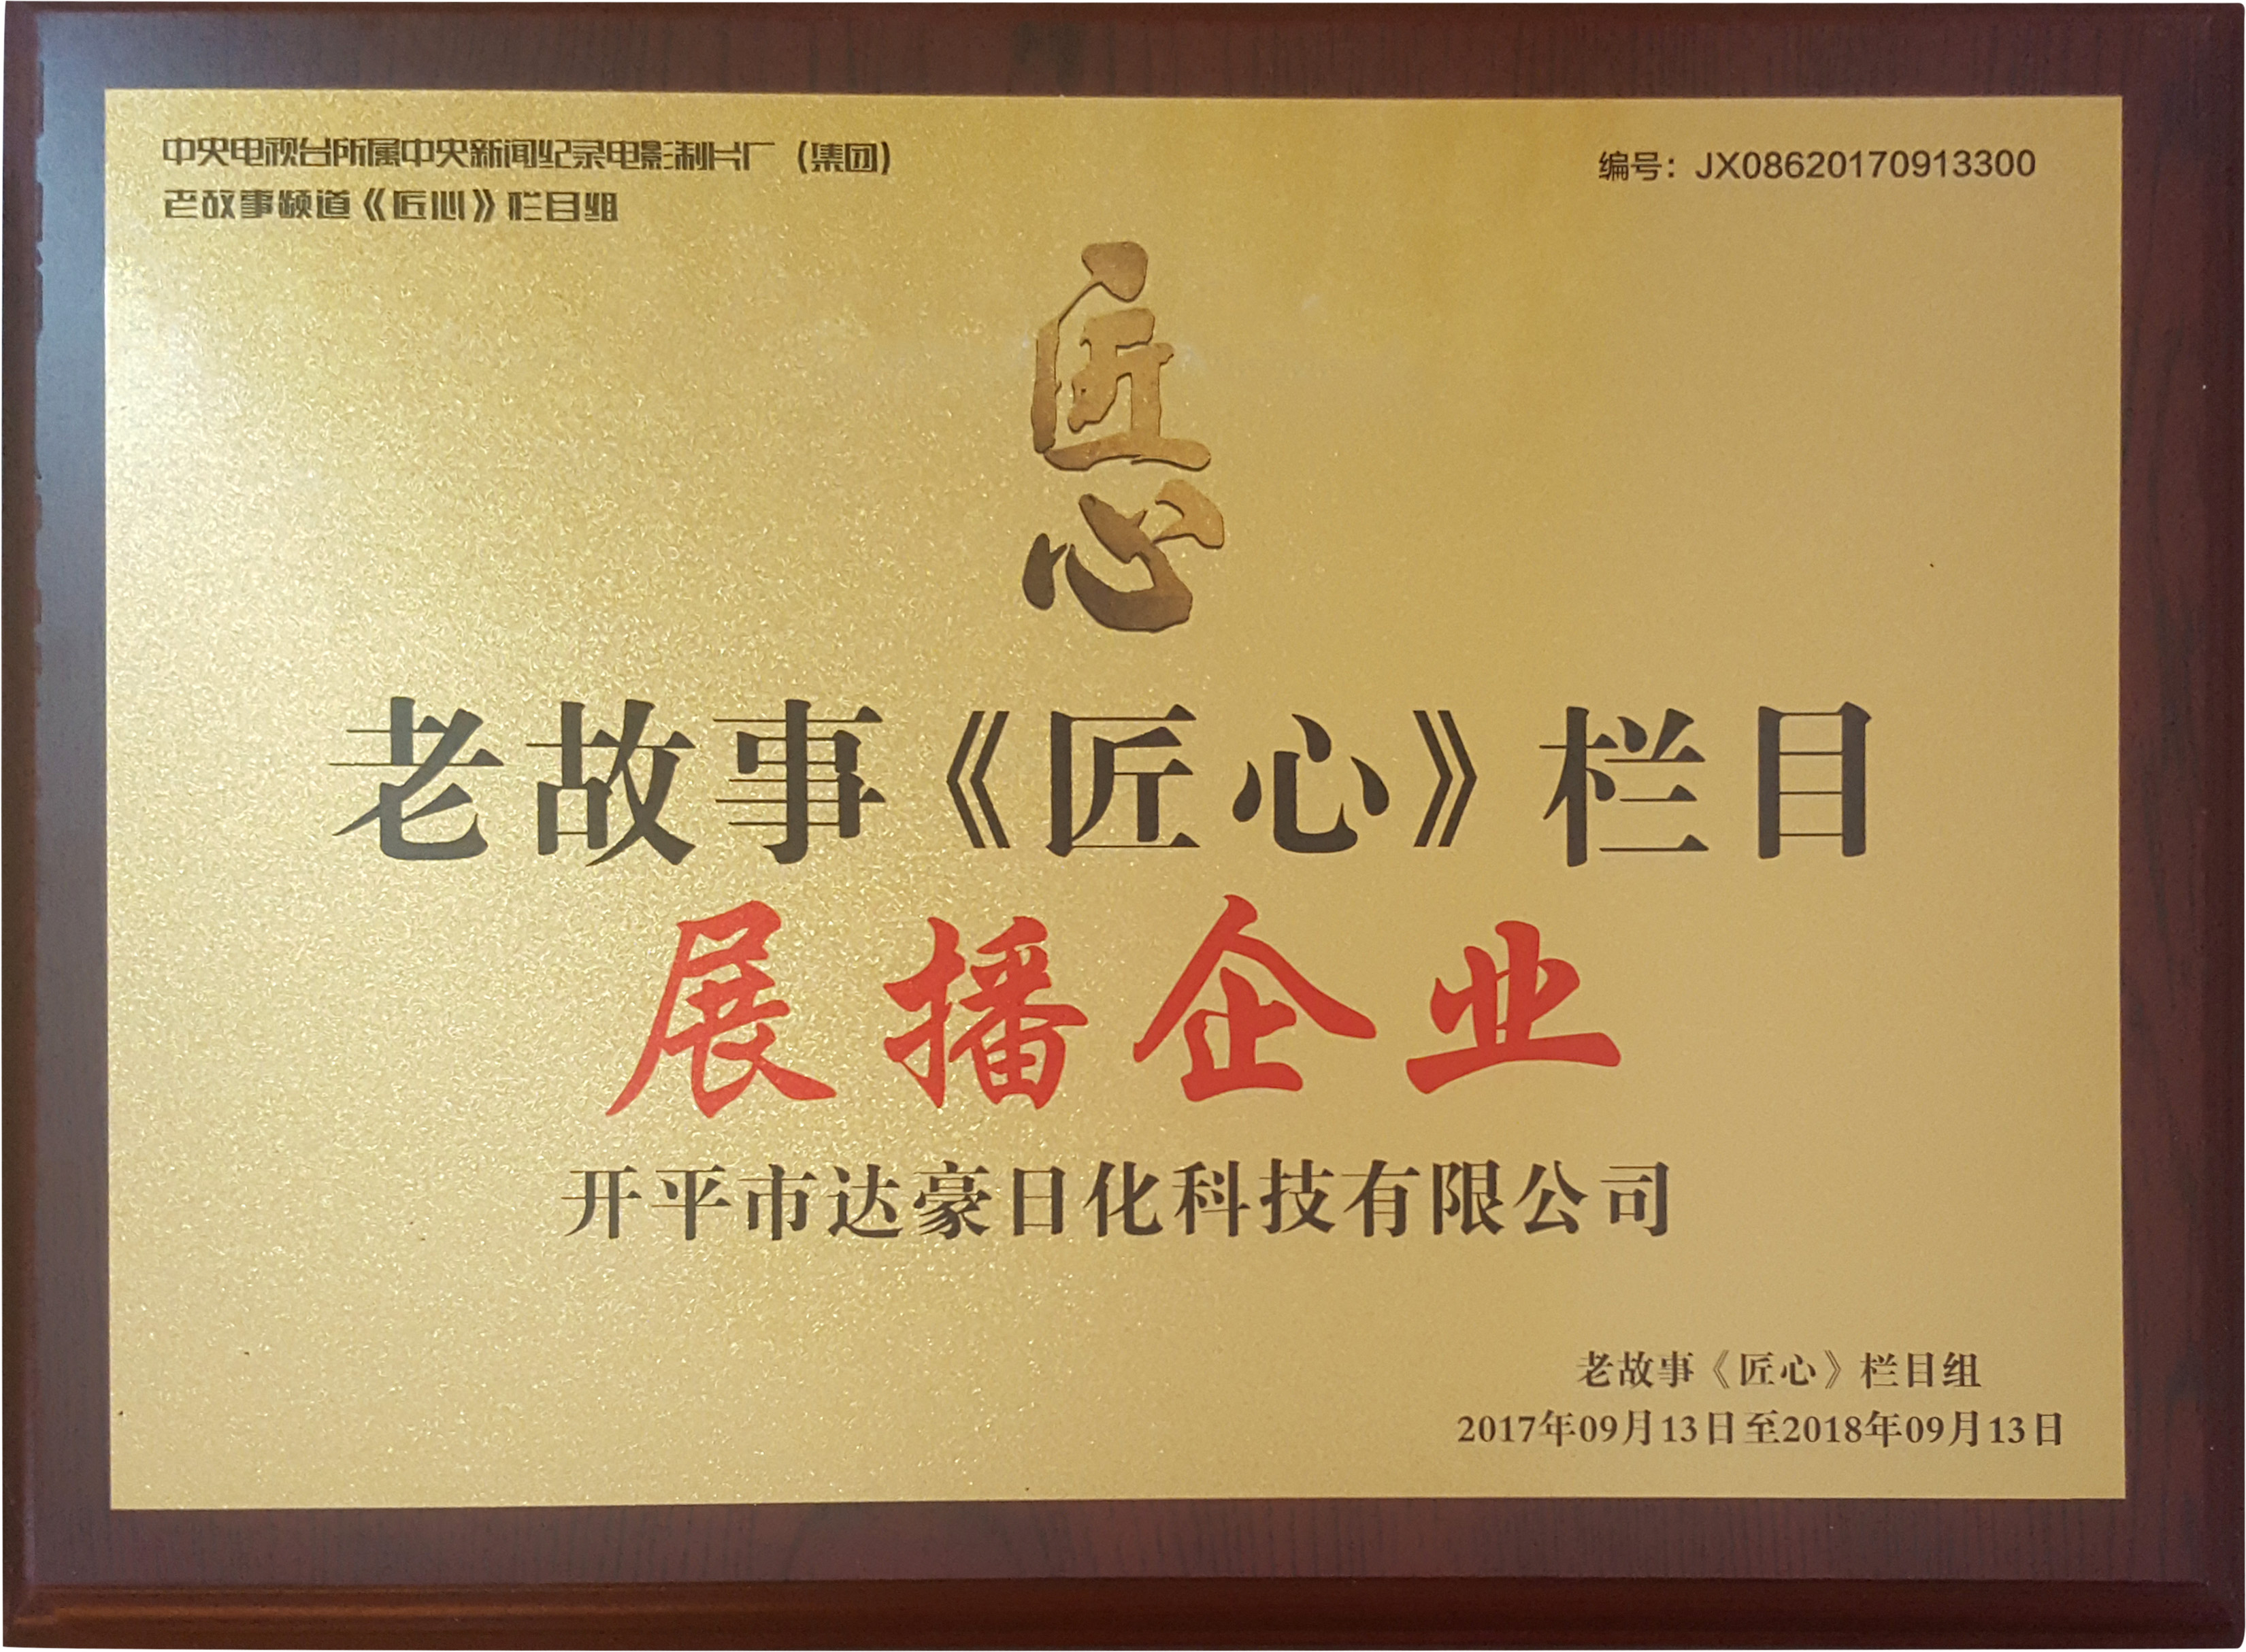 中央电视台所属中央新闻纪录电影制片厂（集团）
老故事频道《匠心》栏目组
编号：JX08620170913300
匠
心
老故事《匠心》栏目
展播企业
开平市达豪日化科技有限公司
老故事《匠心》栏目组
2017年09月13日至2018年09月13日